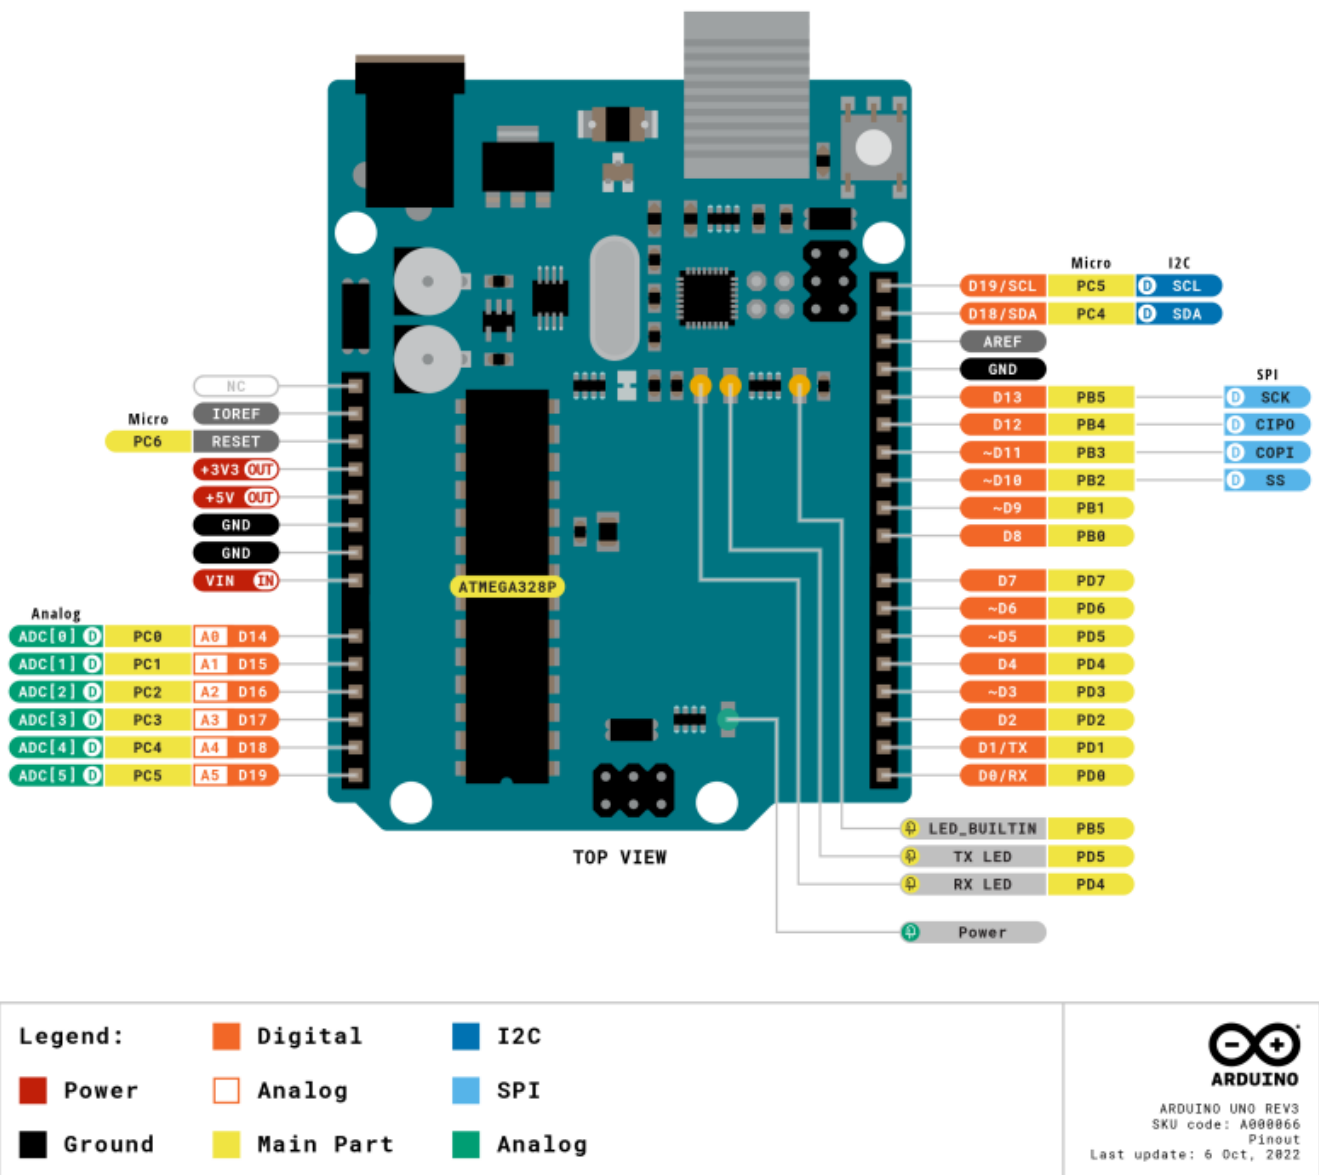 Micro I2C
D19/SCL PC5 D SCL
D18/SDA PC4 D SDA
AREF
GND
SPI
D13 PB5 D SCK
D12 PB4 D CIPO
~D11 PB3 D COPI
~D10 PB2 D SS
~D9 PB1
D8 PB0
D7 PD7
~D6 PD6
~D5 PD5
D4 PD4
~D3 PD3
D2 PD2
D1/TX PD1
D0/RX PD0
NC
IOREF
Micro
PC6 RESET
+3V3 OUT
+5V OUT
GND
GND
VIN IN
Analog
ADC[0] D PC0 A0 D14
ADC[1] D PC1 A1 D15
ADC[2] D PC2 A2 D16
ADC[3] D PC3 A3 D17
ADC[4] D PC4 A4 D18
ADC[5] D PC5 A5 D19
ATMEGA328P
LED_BUILTIN PB5
TX LED PD5
RX LED PD4
Power
TOP VIEW
Legend:
Power
Ground
Digital
Analog
Main Part
I2C
SPI
Analog
ARDUINO
ARDUINO UNO REV3
SKU code: A000066
Pinout
Last update: 6 Oct, 2022